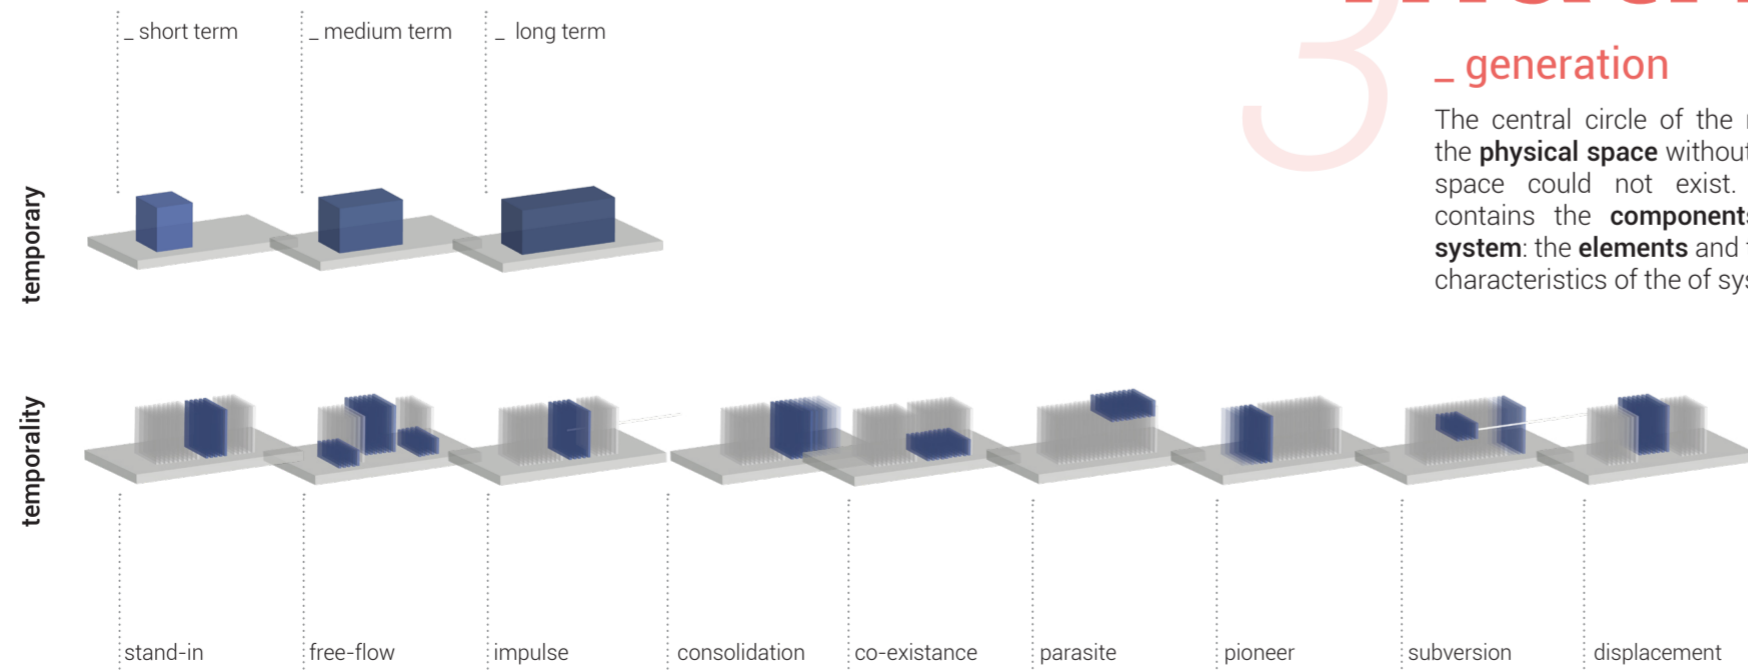 _ short term
_ medium term
_ long term
temporary
3
_ generation
The central circle of the
the physical space without
space could not exist.
contains the components
system: the elements and
characteristics of the of
temporality
stand-in
free-flow
impulse
consolidation
co-existance
parasite
pioneer
subversion
displacement